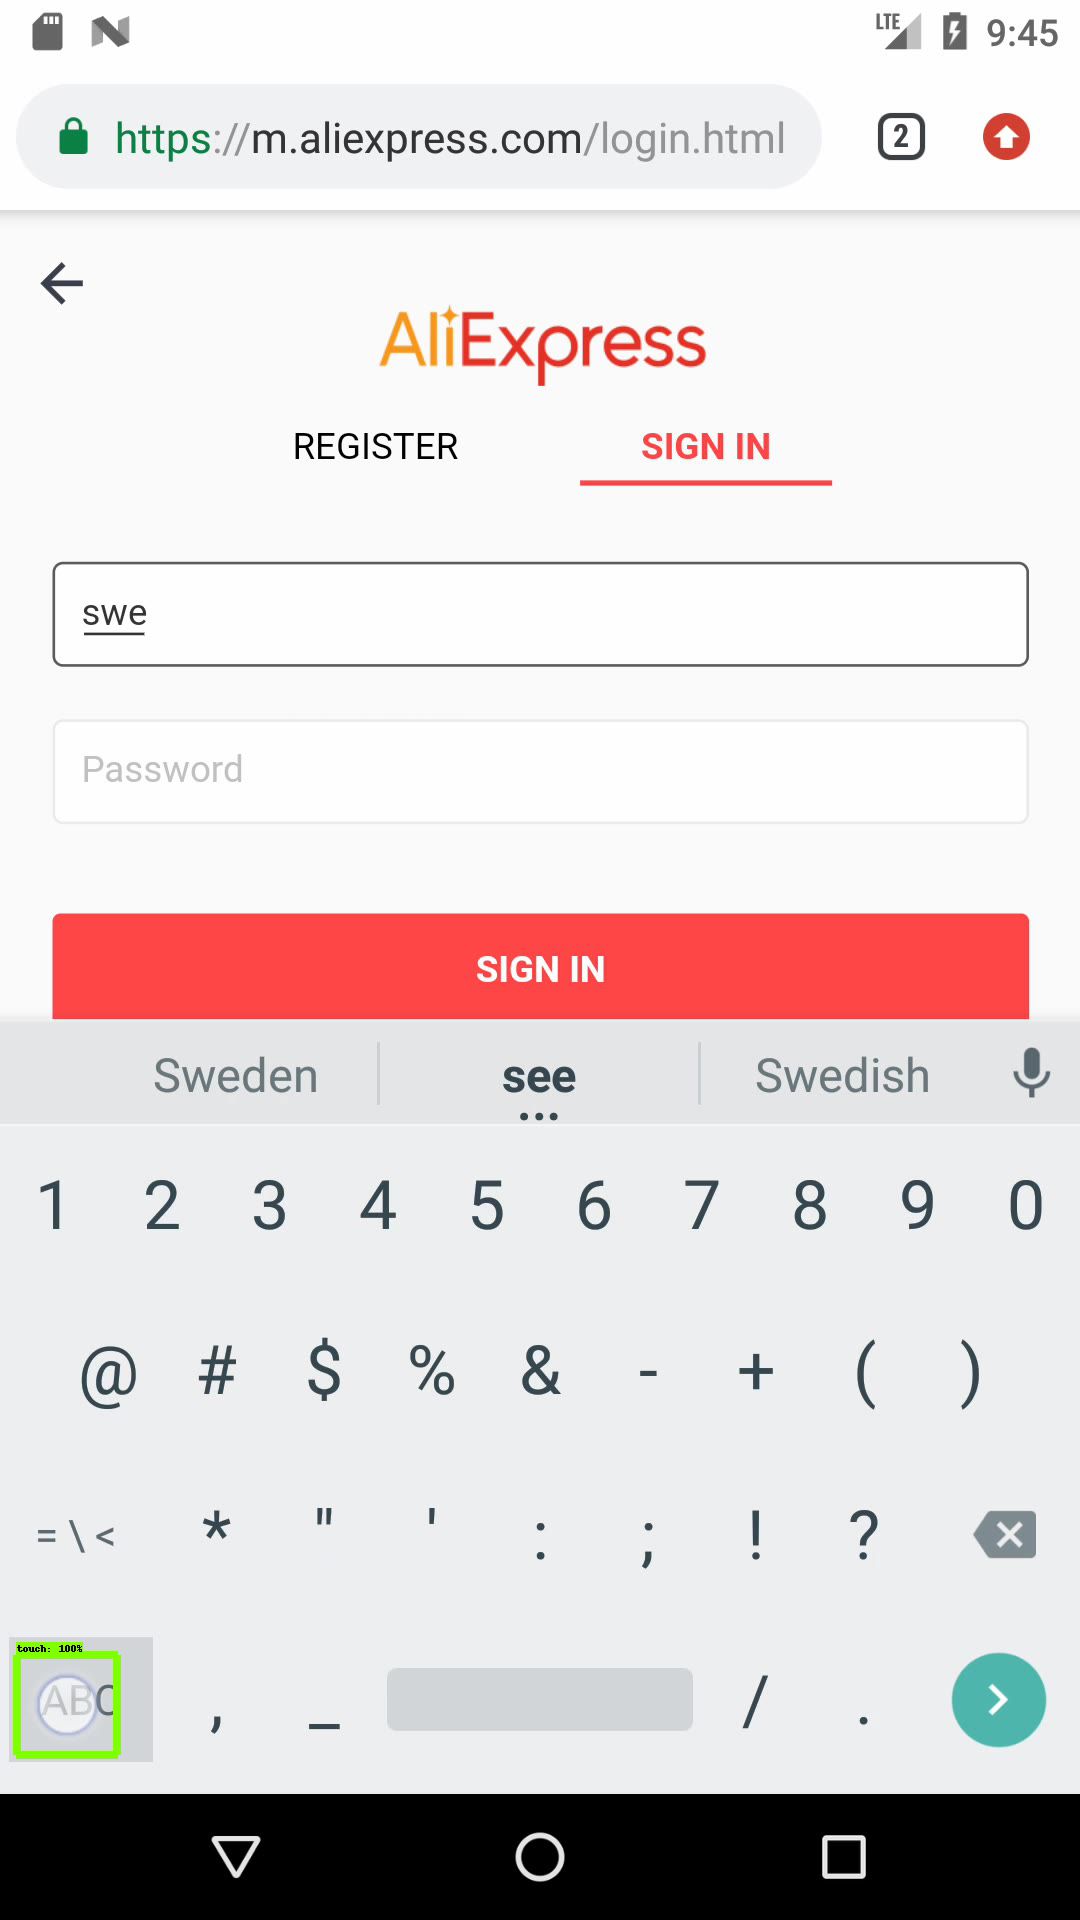 LTE 9:45
https://m.aliexpress.com/login.html 2
AliExpress
REGISTER SIGN IN
swe
Password
SIGN IN
Sweden see Swedish
1 2 3 4 5 6 7 8 9 0
@ # $ % & - + ( )
= \ < * " ' : ; ! ?
touch: 100%
ABC , _ / .